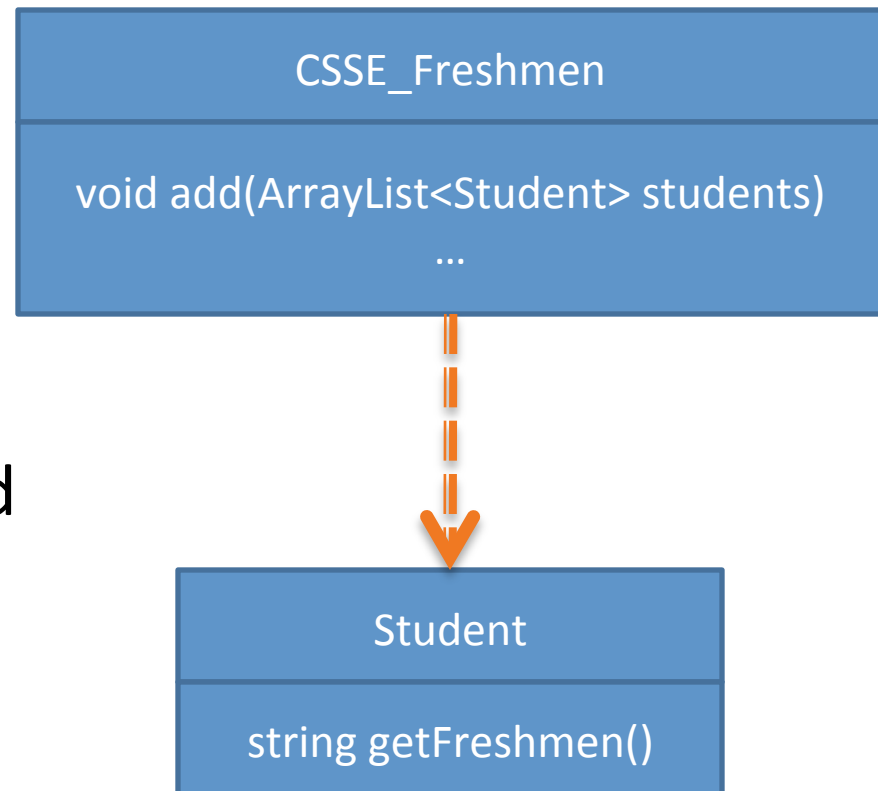 CSSE_Freshmen
void add(ArrayList<Student> students)
…
d
Student
string getFreshmen()